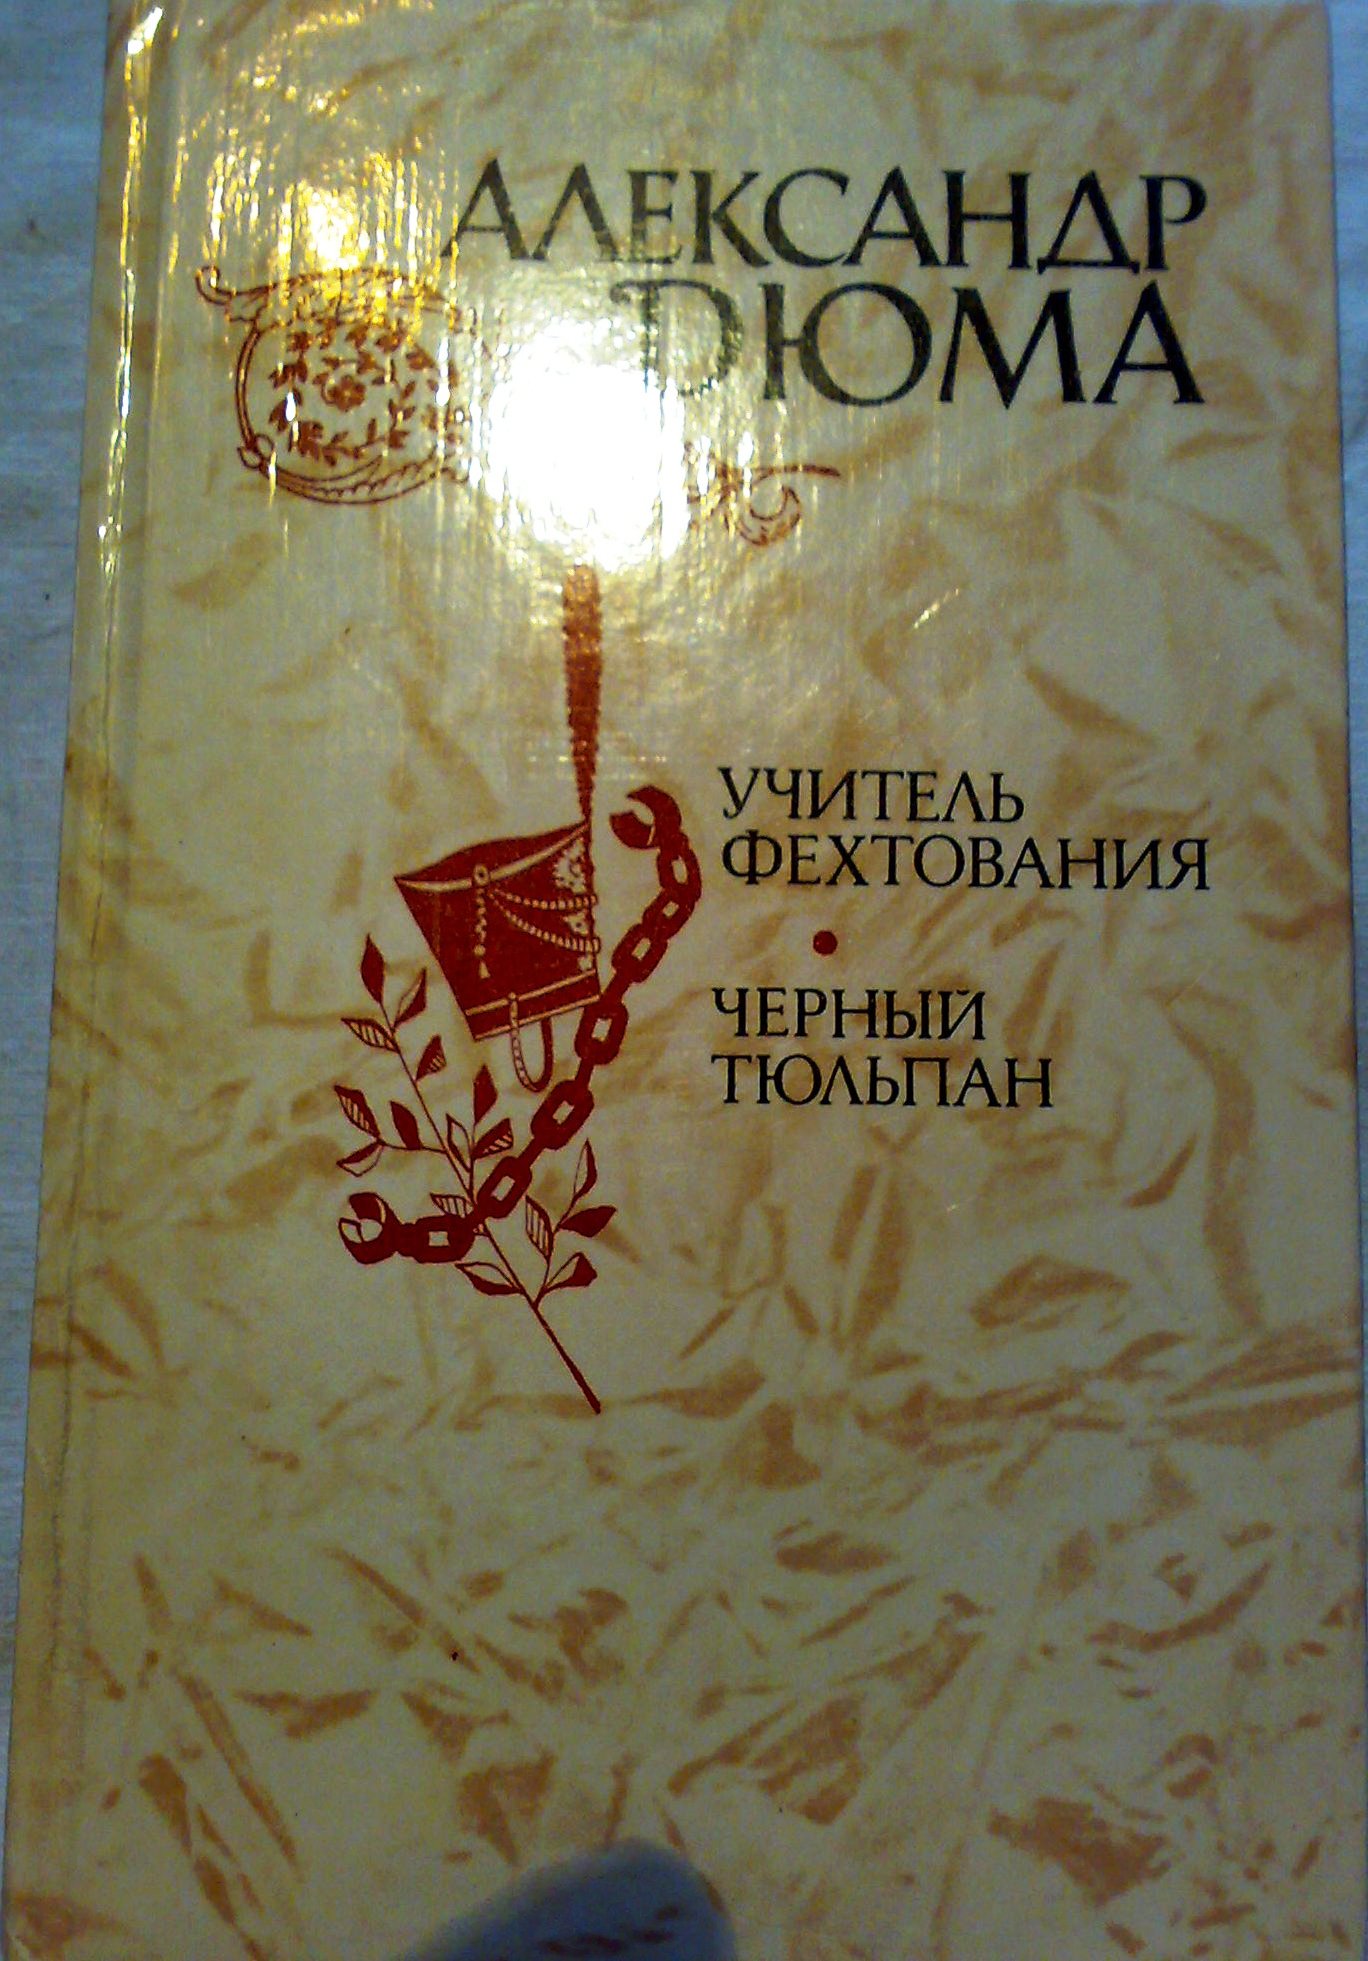 АЛЕКСАНДР
ДЮМА
УЧИТЕЛЬ
ФЕХТОВАНИЯ
ЧЕРНЫЙ
ТЮЛЬПАН